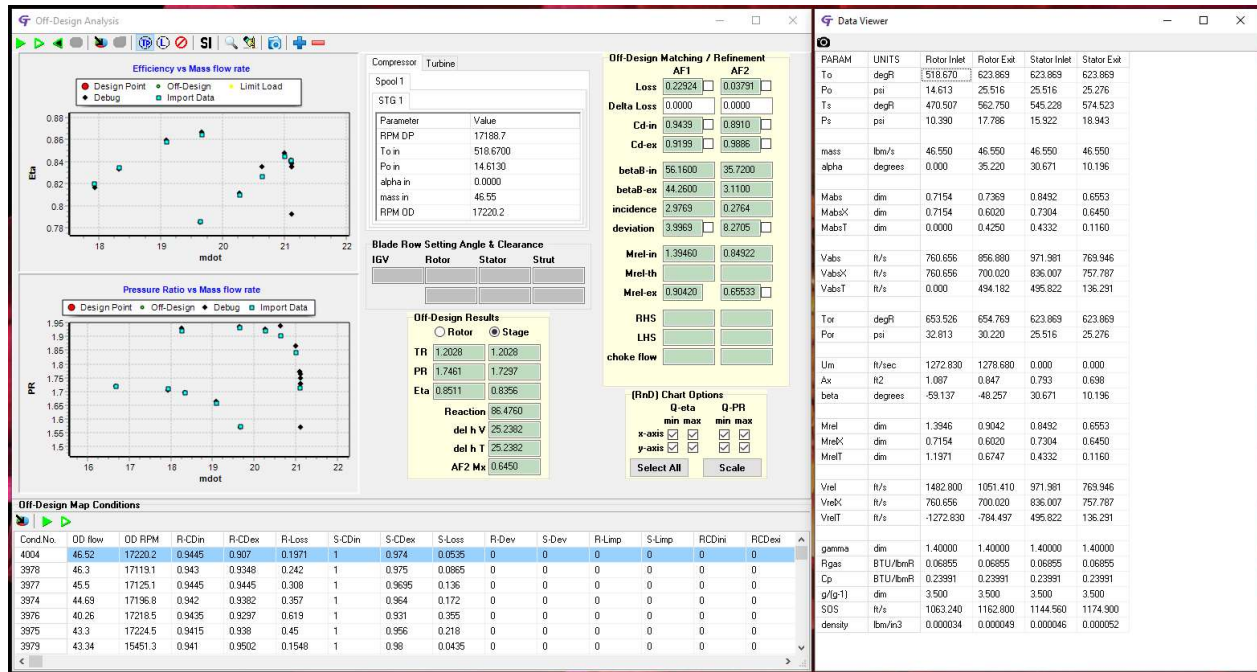 Off-Design Analysis
TP L SI
Efficiency vs Mass flow rate
Design Point Off-Design Limit Load
Debug Import Data
0.88
0.86
0.84
0.82
0.8
0.78
Eta
18 19 20 21 22
mdot
Pressure Ratio vs Mass flow rate
Design Point Off-Design Debug Import Data
1.95
1.9
1.85
1.8
1.75
1.7
1.65
1.6
1.55
1.5
PR
16 17 18 19 20 21 22
mdot
Compressor Turbine
Spool 1
STG 1
Parameter Value
RPM DP 17188.7
To in 518.6700
Po in 14.6130
alpha in 0.0000
mass in 46.55
RPM OD 17220.2
Blade Row Setting Angle & Clearance
IGV Rotor Stator Strut
Off-Design Results
Rotor Stage
TR 1.2028 1.2028
PR 1.7461 1.7297
Eta 0.8511 0.8356
Reaction 86.4760
del h V 25.2382
del h T 25.2382
AF2 Mx 0.6450
Off-Design Matching / Refinement
AF1 AF2
Loss 0.22924 0.03791
Delta Loss 0.0000 0.0000
Cd-in 0.9439 0.8910
Cd-ex 0.9199 0.9886
betaB-in 56.1600 35.7200
betaB-ex 44.2600 3.1100
incidence 2.9769 0.2764
deviation 3.9969 8.2705
Mrel-in 1.39460 0.84922
Mrel-th
Mrel-ex 0.90420 0.65533
RHS
LHS
choke flow
(RnD) Chart Options
Q-eta Q-PR
min max min max
x-axis
y-axis
Select All Scale
Off-Design Map Conditions
Cond.No. OD flow OD RPM R-CDin R-CDex R-Loss S-CDin S-CDex S-Loss R-Dev S-Dev R-Limp S-Limp RCDini RCDexi
4004 46.52 17220.2 0.9445 0.907 0.1971 1 0.974 0.0535 0 0 0 0 0 0
3978 46.3 17119.1 0.943 0.9348 0.242 1 0.975 0.0865 0 0 0 0 0 0
3977 45.5 17125.1 0.9445 0.9445 0.308 1 0.9695 0.136 0 0 0 0 0 0
3974 44.69 17196.8 0.942 0.9382 0.357 1 0.964 0.172 0 0 0 0 0 0
3976 40.26 17218.5 0.9435 0.9297 0.619 1 0.931 0.355 0 0 0 0 0 0
3975 43.3 17224.5 0.9415 0.938 0.45 1 0.956 0.218 0 0 0 0 0 0
3979 43.34 15451.3 0.941 0.9502 0.1548 1 0.98 0.0435 0 0 0 0 0 0
Data Viewer
PARAM UNITS Rotor Inlet Rotor Exit Stator Inlet Stator Exit
To degR 518.670 623.869 623.869 623.869
Po psi 14.613 25.516 25.516 25.276
Ts degR 470.507 562.750 545.228 574.523
Ps psi 10.390 17.786 15.922 18.943
mass lbm/s 46.550 46.550 46.550 46.550
alpha degrees 0.000 35.220 30.671 10.196
Mabs dim 0.7154 0.7369 0.8492 0.6553
MabsX dim 0.7154 0.6020 0.7304 0.6450
MabsT dim 0.0000 0.4250 0.4332 0.1160
Vabs ft/s 760.656 856.880 971.981 769.946
VabsX ft/s 760.656 700.020 836.007 757.787
VabsT ft/s 0.000 494.182 495.822 136.291
Tor degR 653.526 654.769 623.869 623.869
Por psi 32.813 30.220 25.516 25.276
Um ft/sec 1272.830 1278.680 0.000 0.000
Ax ft2 1.087 0.847 0.793 0.698
beta degrees -59.137 -48.257 30.671 10.196
Mrel dim 1.3946 0.9042 0.8492 0.6553
MrelX dim 0.7154 0.6020 0.7304 0.6450
MrelT dim 1.1971 0.6747 0.4332 0.1160
Vrel ft/s 1482.800 1051.410 971.981 769.946
VrelX ft/s 760.656 700.020 836.007 757.787
VrelT ft/s -1272.830 -784.497 495.822 136.291
gamma dim 1.40000 1.40000 1.40000 1.40000
Rgas BTU/lbmR 0.06855 0.06855 0.06855 0.06855
Cp BTU/lbmR 0.23991 0.23991 0.23991 0.23991
g/(g-1) dim 3.500 3.500 3.500 3.500
SOS ft/s 1063.240 1162.800 1144.560 1174.900
density lbm/in3 0.000034 0.000049 0.000046 0.000052